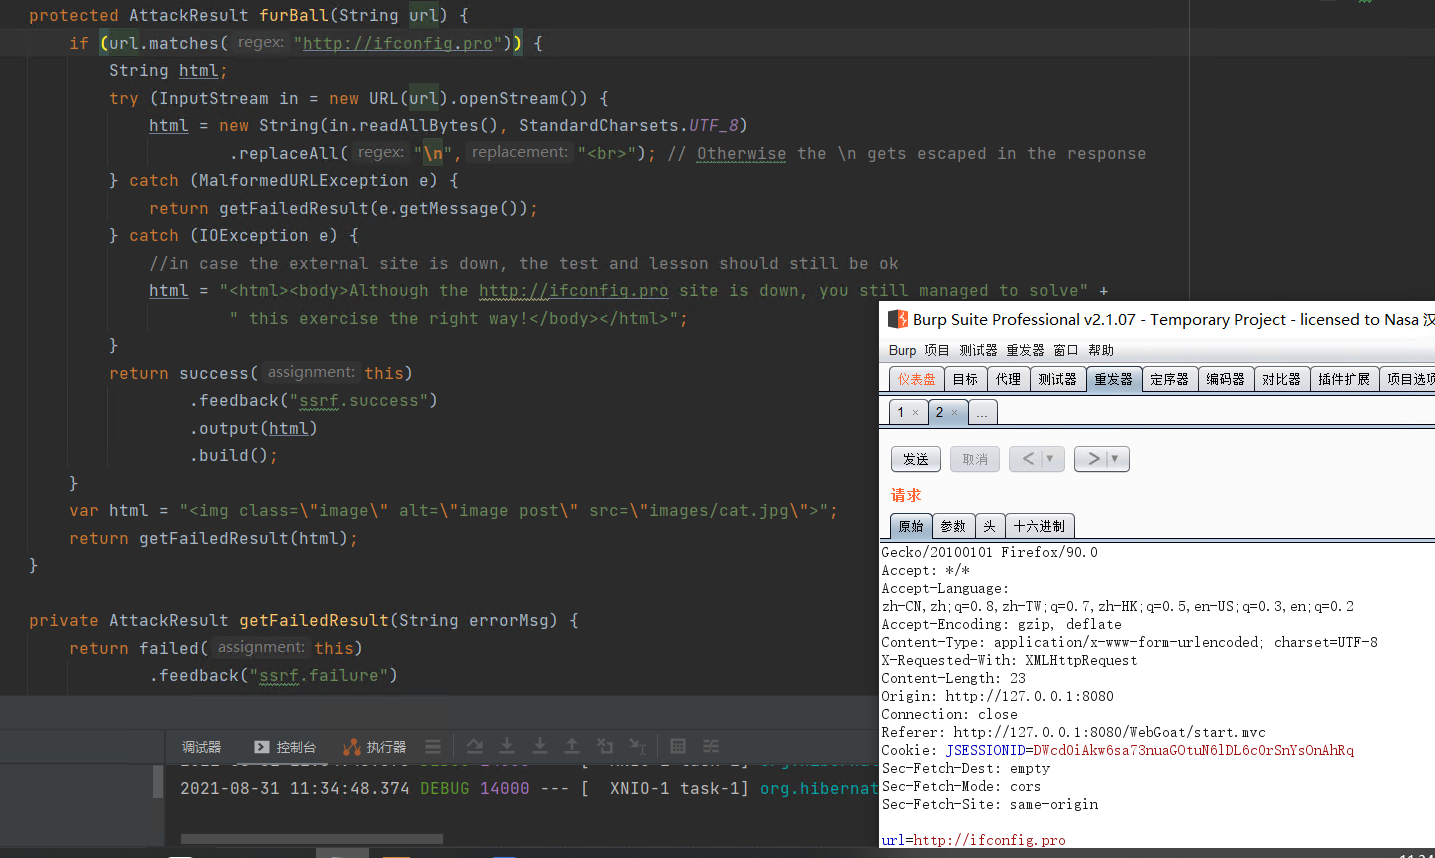 protected AttackResult furBall(String url) {
if (url.matches( regex: "http://ifconfig.pro")) {
String html;
try (InputStream in = new URL(url).openStream()) {
html = new String(in.readAllBytes(), StandardCharsets.UTF_8)
.replaceAll( regex: "\n", replacement: "<br>"); // Otherwise the \n gets escaped in the response
} catch (MalformedURLException e) {
return getFailedResult(e.getMessage());
} catch (IOException e) {
//in case the external site is down, the test and lesson should still be ok
html = "<html><body>Although the http://ifconfig.pro site is down, you still managed to solve" +
" this exercise the right way!</body></html>";
}
return success( assignment: this)
.feedback("ssrf.success")
.output(html)
.build();
}
var html = "<img class=\"image\" alt=\"image post\" src=\"images/cat.jpg\">";
return getFailedResult(html);
}
private AttackResult getFailedResult(String errorMsg) {
return failed( assignment: this)
.feedback("ssrf.failure")
调试器 控制台 执行器
2021-08-31 11:34:48.374 DEBUG 14000 --- [ XNIO-1 task-1] org.hibernat
Burp Suite Professional v2.1.07 - Temporary Project - licensed to Nasa 汉
Burp 项目 测试器 重发器 窗口 帮助
仪表盘 目标 代理 测试器 重发器 定序器 编码器 对比器 插件扩展 项目选项
1 × 2 × ...
发送 取消 < ▼ > ▼
请求
原始 参数 头 十六进制
Gecko/20100101 Firefox/90.0
Accept: */*
Accept-Language:
zh-CN,zh;q=0.8,zh-TW;q=0.7,zh-HK;q=0.5,en-US;q=0.3,en;q=0.2
Accept-Encoding: gzip, deflate
Content-Type: application/x-www-form-urlencoded; charset=UTF-8
X-Requested-With: XMLHttpRequest
Content-Length: 23
Origin: http://127.0.0.1:8080
Connection: close
Referer: http://127.0.0.1:8080/WebGoat/start.mvc
Cookie: JSESSIONID=DWcd0iAkw6sa73nuaGOtuN6lDL6c0rSnYsOnAhRq
Sec-Fetch-Dest: empty
Sec-Fetch-Mode: cors
Sec-Fetch-Site: same-origin
url=http://ifconfig.pro